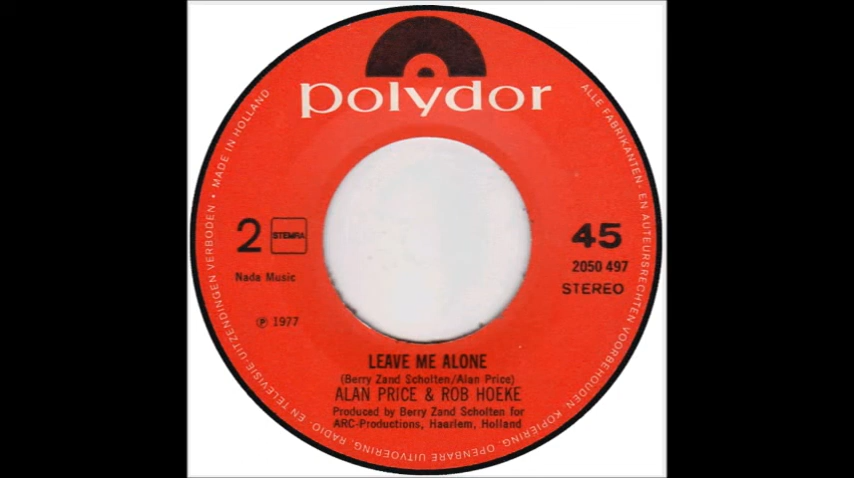 polydor
MADE IN HOLLAND • ALLE FABRIKANTEN- EN AUTEURSRECHTEN VOORBEHOUDEN. KOPIËRING, OPENBARE UITVOERING, RADIO- EN TELEVISIE-UITZENDINGEN VERBODEN •
2 STEMRA
45
Nada Music
2050 497
STEREO
℗ 1977
LEAVE ME ALONE
(Berry Zand Scholten/Alan Price)
ALAN PRICE & ROB HOEKE
Produced by Berry Zand Scholten for
ARC-Productions, Haarlem, Holland